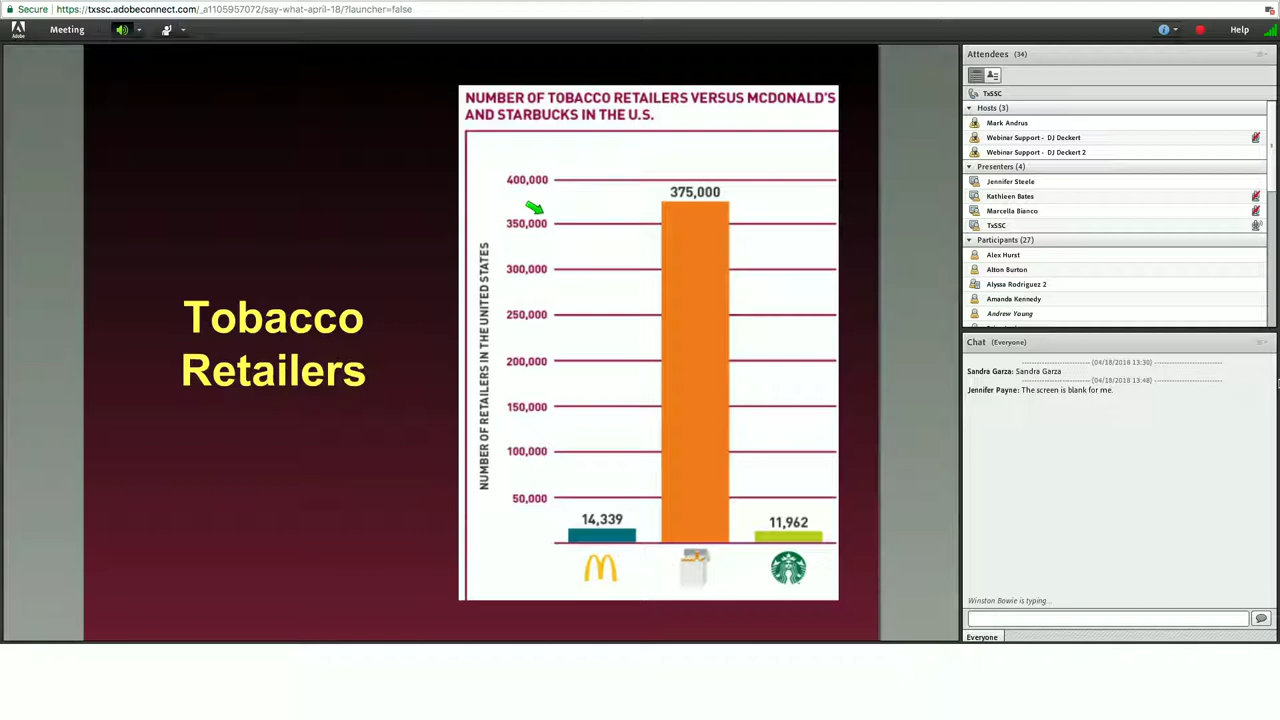 Secure
https://txssc.adobeconnect.com/_a1105957072/say-what-april-18/?launcher=false
Adobe
Meeting
Help
Tobacco
Retailers
NUMBER OF TOBACCO RETAILERS VERSUS MCDONALD'S
AND STARBUCKS IN THE U.S.
NUMBER OF RETAILERS IN THE UNITED STATES
400,000
350,000
300,000
250,000
200,000
150,000
100,000
50,000
14,339
375,000
11,962
Attendees (34)
TxSSC
Hosts (3)
Mark Andrus
Webinar Support - DJ Deckert
Webinar Support - DJ Deckert 2
Presenters (4)
Jennifer Steele
Kathleen Bates
Marcella Bianco
TxSSC
Participants (27)
Alex Hurst
Alton Burton
Alyssa Rodriguez 2
Amanda Kennedy
Andrew Young
Chat (Everyone)
(04/18/2018 13:30)
Sandra Garza: Sandra Garza
(04/18/2018 13:48)
Jennifer Payne: The screen is blank for me.
Winston Bowie is typing...
Everyone